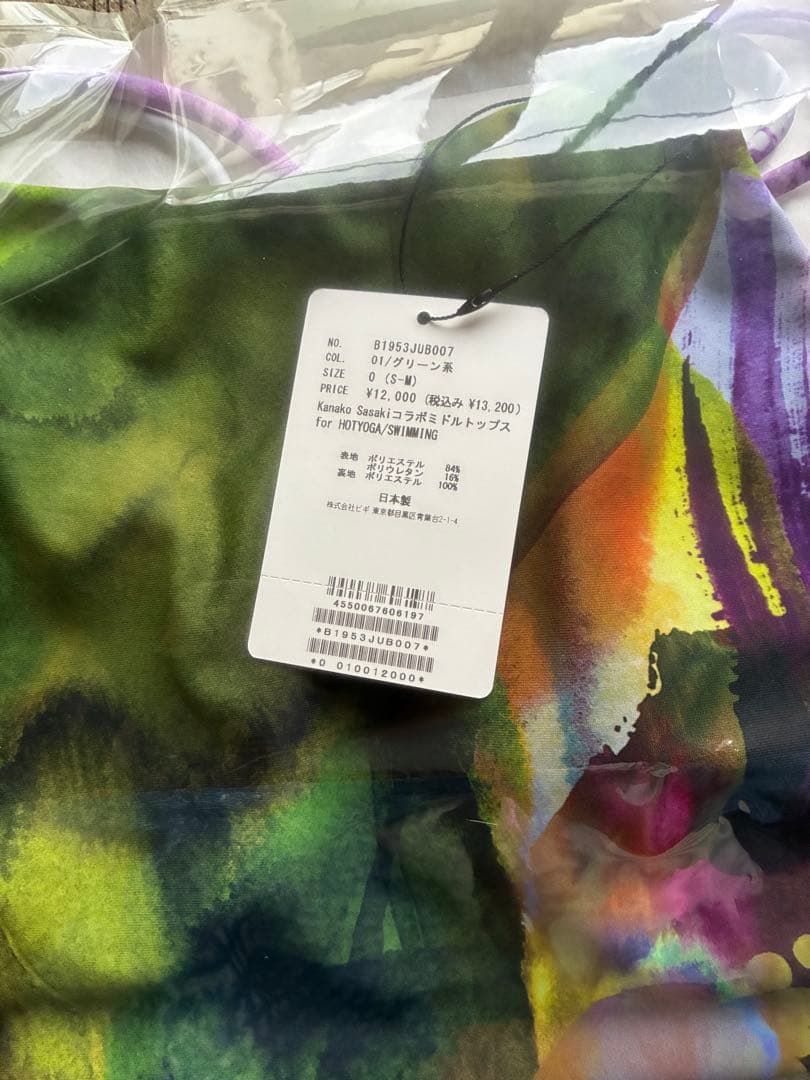 NO. B1953JUB007
COL. 01/グリーン系
SIZE 0 (S-M)
PRICE ¥12,000 (税込み ¥13,200)
Kanako Sasakiコラボミドルトップス
for HOTYOGA/SWIMMING
表地 ポリエステル 84%
ポリウレタン 16%
裏地 ポリエステル 100%
日本製
株式会社ビギ 東京都目黒区青葉台2-1-4
4550067606197
*B1953JUB007*
*0 010012000*